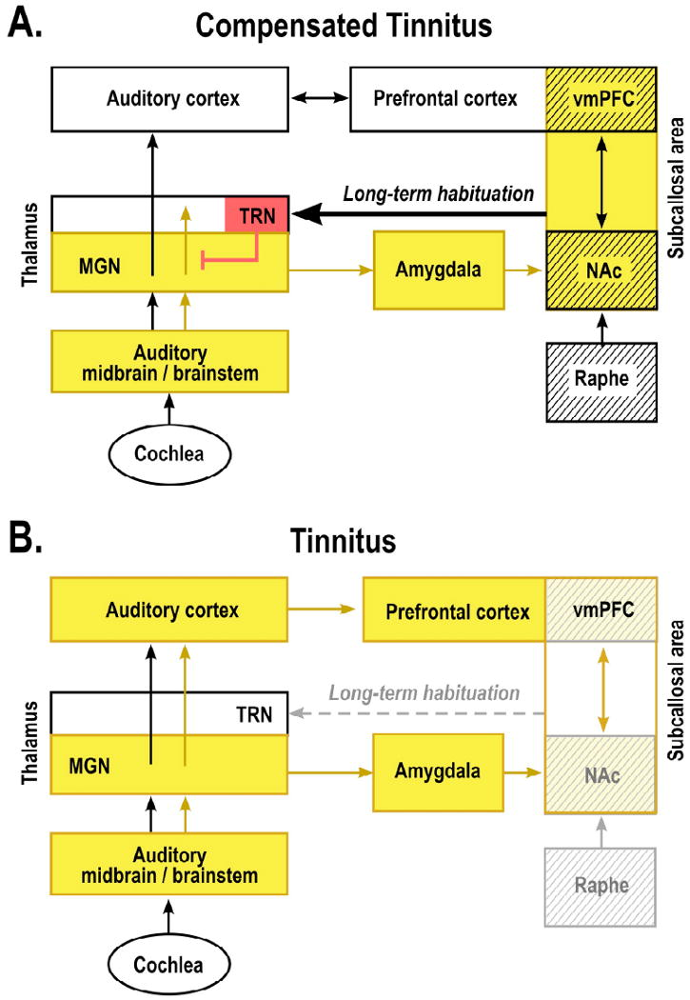 A.
Compensated Tinnitus
Auditory cortex
Prefrontal cortex
vmPFC
Subcallosal area
Long-term habituation
Thalamus
TRN
MGN
Amygdala
NAc
Auditory
midbrain / brainstem
Raphe
Cochlea
B.
Tinnitus
Auditory cortex
Prefrontal cortex
vmPFC
Subcallosal area
Long-term habituation
Thalamus
TRN
MGN
Amygdala
NAc
Auditory
midbrain / brainstem
Raphe
Cochlea